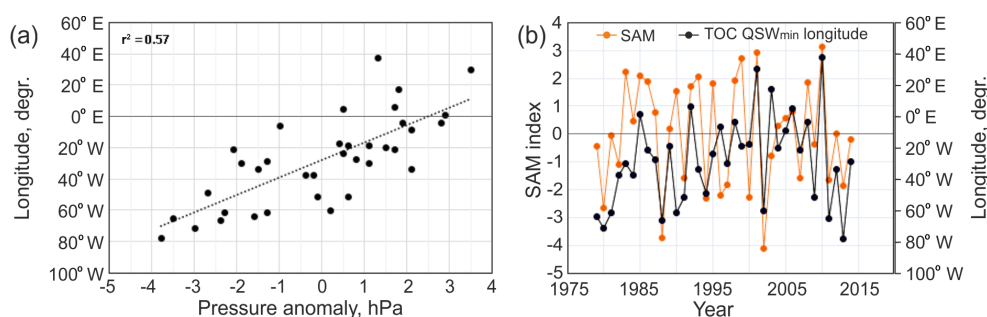 (a)
r² = 0.57
60° E
40° E
20° E
0° E
20° W
40° W
60° W
80° W
100° W
Longitude, degr.
-5 -4 -3 -2 -1 0 1 2 3 4
Pressure anomaly, hPa
(b)
SAM TOC QSWmin longitude
4
3
2
1
0
-1
-2
-3
-4
-5
SAM index
60° E
40° E
20° E
0° E
20° W
40° W
60° W
80° W
100° W
Longitude, degr.
1975 1985 1995 2005 2015
Year